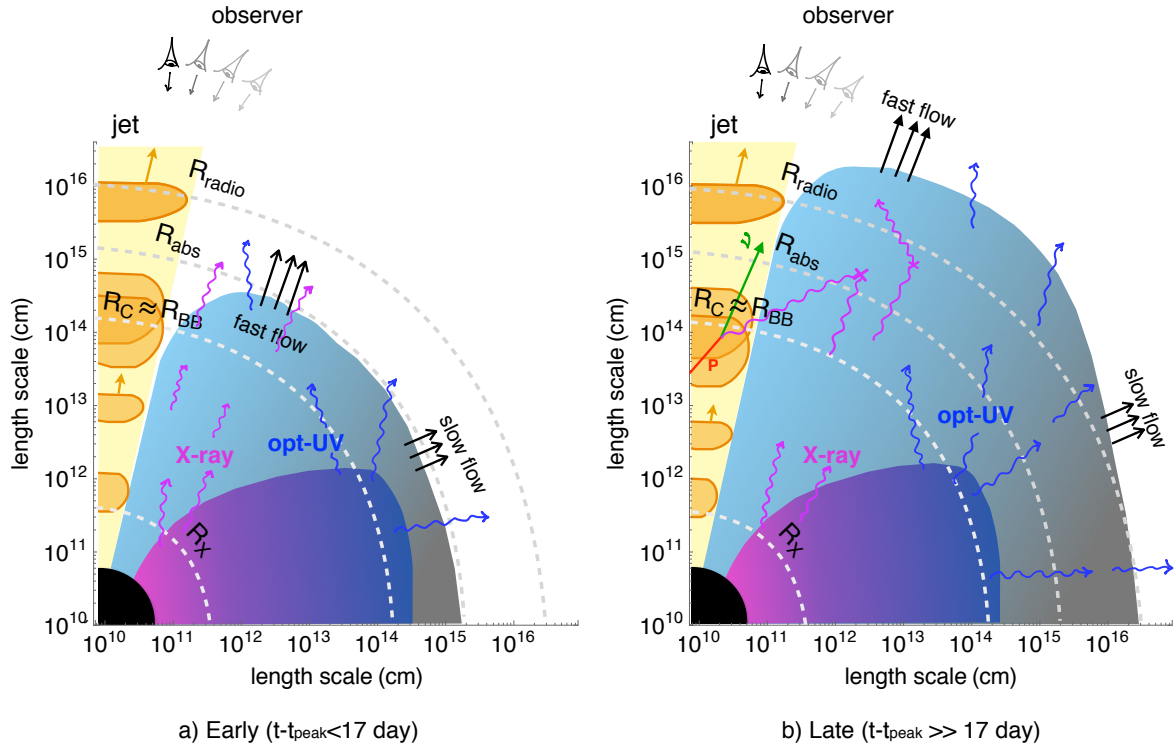 observer
jet
R_radio
R_abs
R_C ≈ R_BB
fast flow
slow flow
X-ray
opt-UV
R_X
10^16
10^15
10^14
10^13
10^12
10^11
10^10
length scale (cm)
10^10 10^11 10^12 10^13 10^14 10^15 10^16
length scale (cm)
a) Early (t-t_peak<17 day)
observer
jet
fast flow
R_radio
R_abs
ν
R_C ≈ R_BB
P
slow flow
X-ray
opt-UV
R_X
10^16
10^15
10^14
10^13
10^12
10^11
10^10
length scale (cm)
10^10 10^11 10^12 10^13 10^14 10^15 10^16
length scale (cm)
b) Late (t-t_peak >> 17 day)